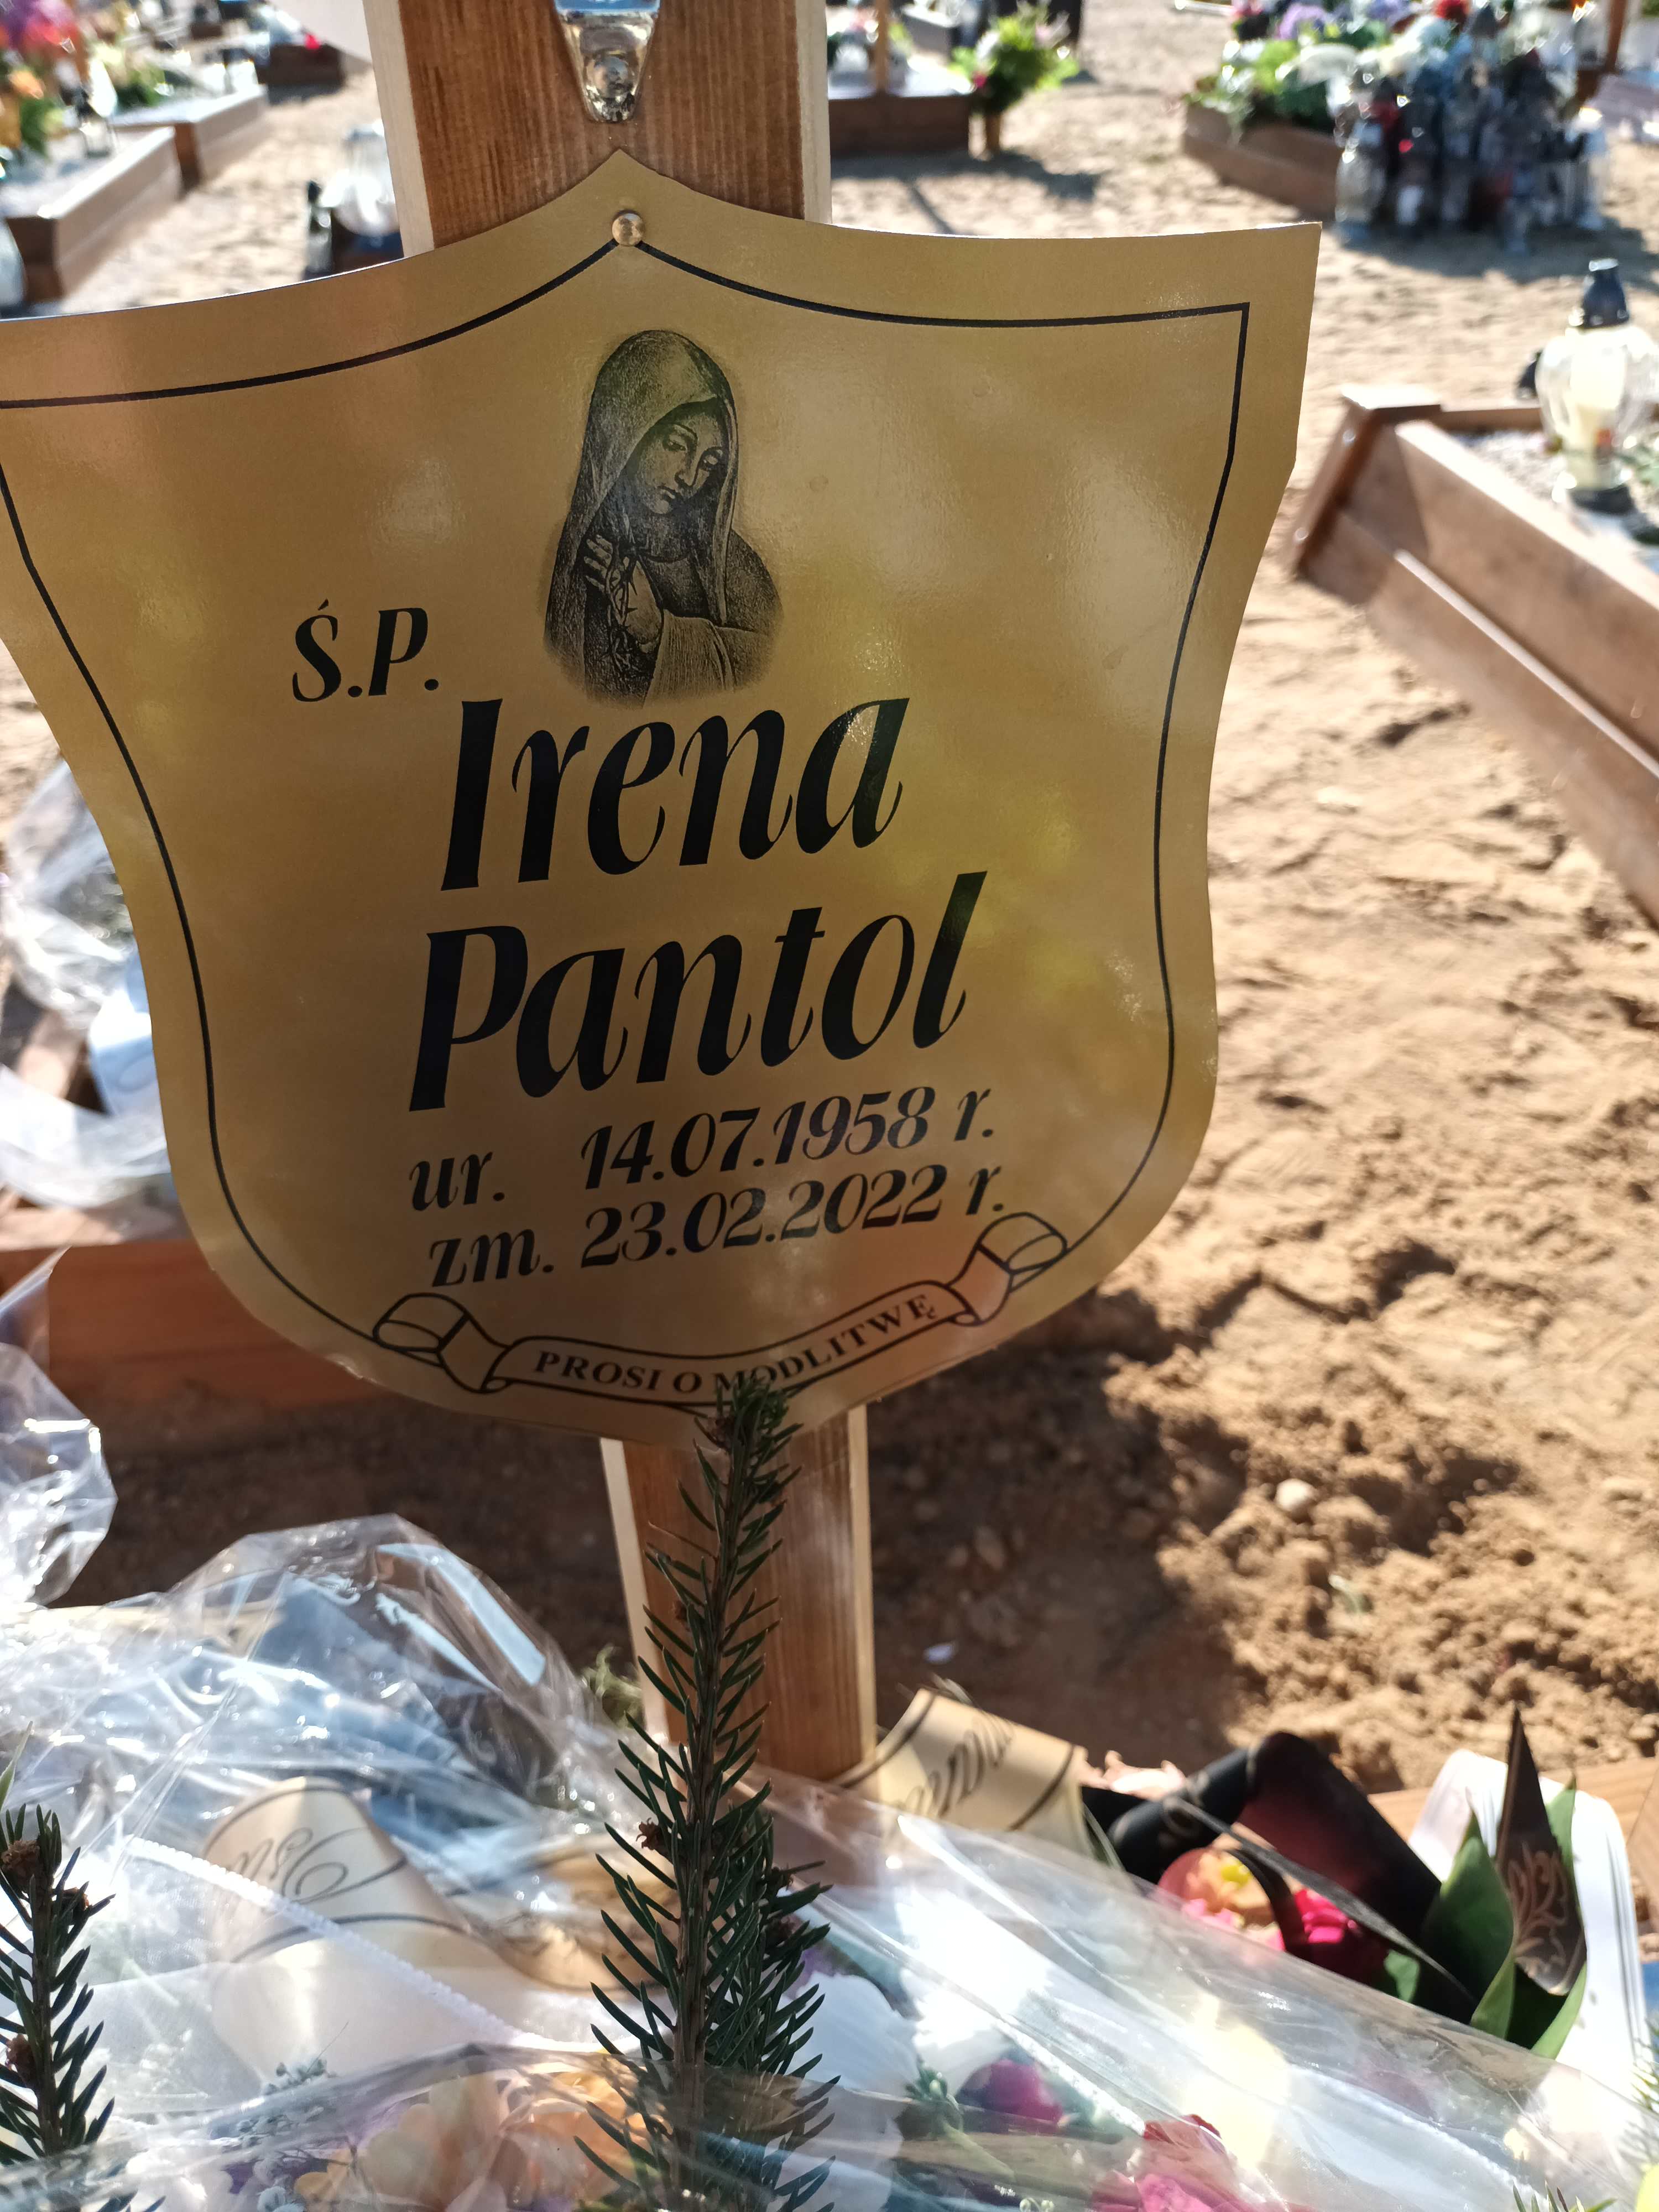 Ś.P.
Irena
Pantol
ur. 14.07.1958 r.
zm. 23.02.2022 r.
PROSI O MODLITWĘ